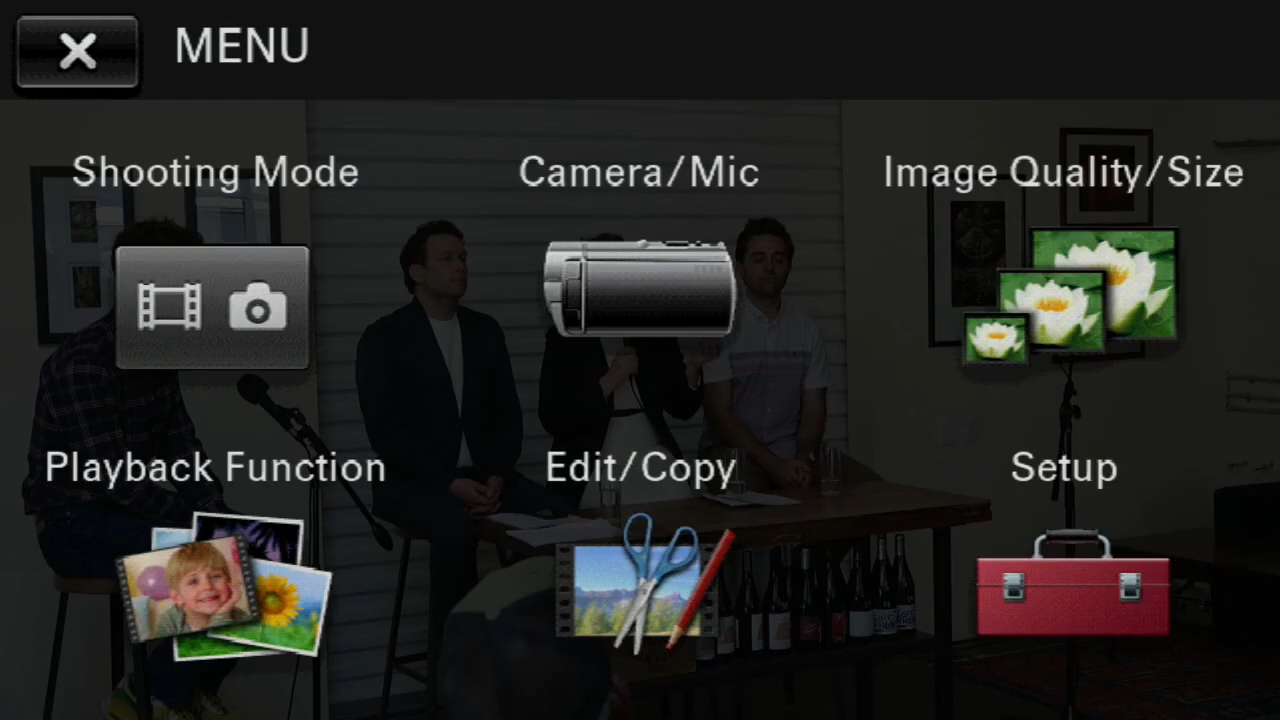 MENU
Shooting Mode
Camera/Mic
Image Quality/Size
Playback Function
Edit/Copy
Setup